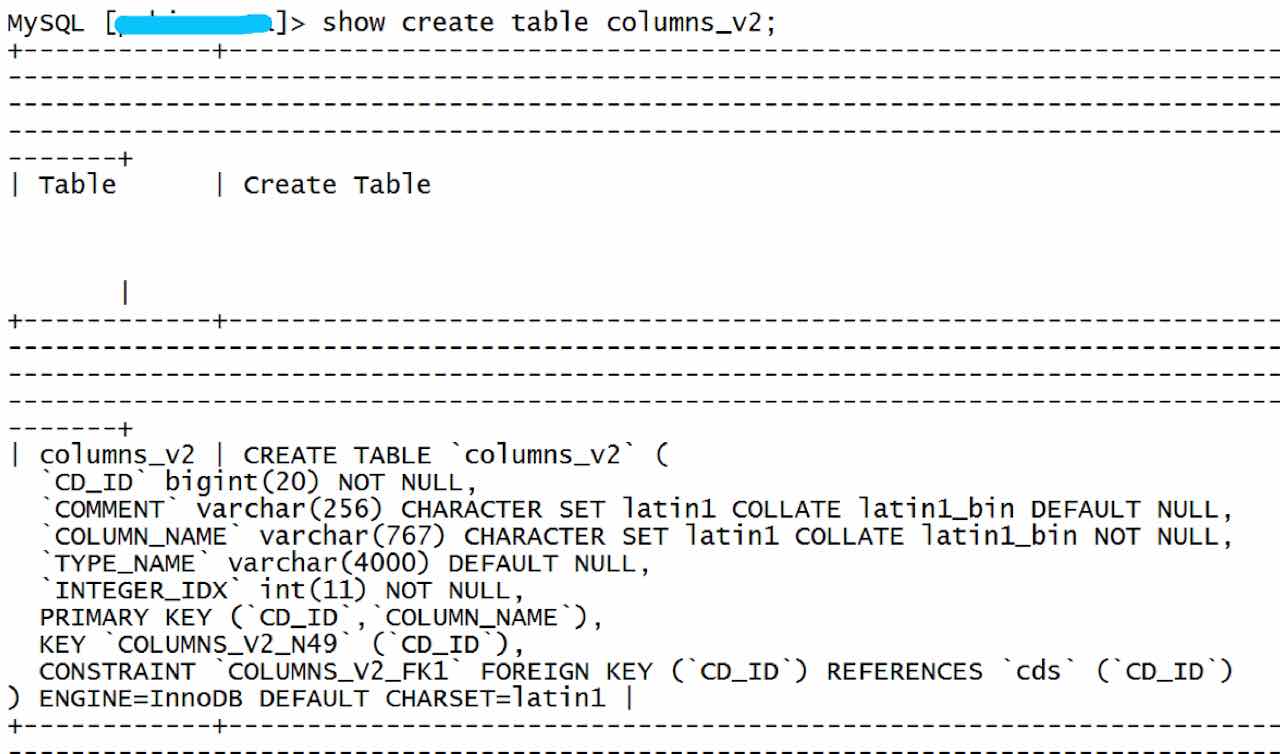 MySQL [ ]> show create table columns_v2;
+------------+--------------------------------------------------------------------
---------------------------------------------------------------------------------
---------------------------------------------------------------------------------
---------------------------------------------------------------------------------
-------+
| Table      | Create Table
|
+------------+--------------------------------------------------------------------
---------------------------------------------------------------------------------
---------------------------------------------------------------------------------
---------------------------------------------------------------------------------
-------+
| columns_v2 | CREATE TABLE `columns_v2` (
  `CD_ID` bigint(20) NOT NULL,
  `COMMENT` varchar(256) CHARACTER SET latin1 COLLATE latin1_bin DEFAULT NULL,
  `COLUMN_NAME` varchar(767) CHARACTER SET latin1 COLLATE latin1_bin NOT NULL,
  `TYPE_NAME` varchar(4000) DEFAULT NULL,
  `INTEGER_IDX` int(11) NOT NULL,
  PRIMARY KEY (`CD_ID`,`COLUMN_NAME`),
  KEY `COLUMNS_V2_N49` (`CD_ID`),
  CONSTRAINT `COLUMNS_V2_FK1` FOREIGN KEY (`CD_ID`) REFERENCES `cds` (`CD_ID`)
) ENGINE=InnoDB DEFAULT CHARSET=latin1 |
+------------+--------------------------------------------------------------------
---------------------------------------------------------------------------------